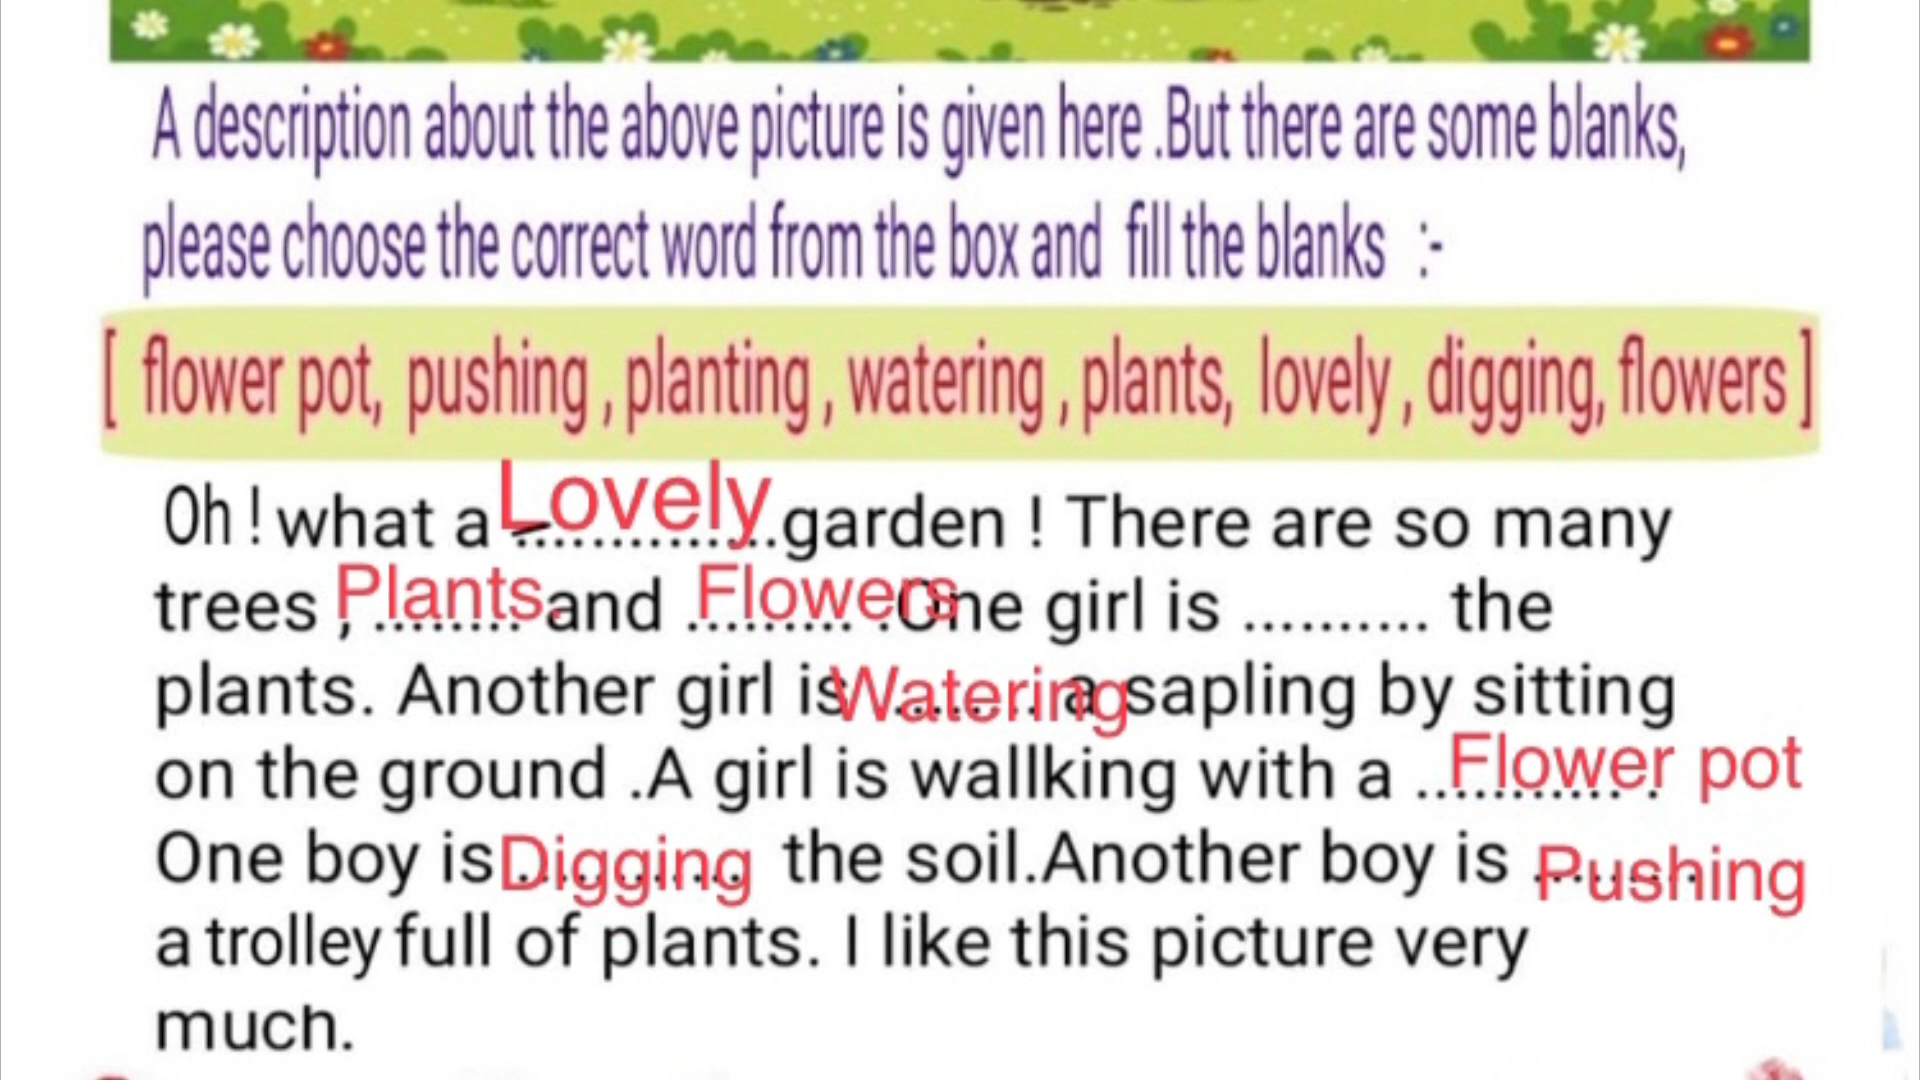 A description about the above picture is given here .But there are some blanks,
please choose the correct word from the box and fill the blanks :-
[ flower pot, pushing , planting , watering , plants, lovely , digging, flowers ]
Oh ! what a Lovely ..............garden ! There are so many
trees , Plants, ........ and Flowers ......... .One girl is .......... the
plants. Another girl is Watering ........ a sapling by sitting
on the ground .A girl is wallking with a ........... Flower pot .
One boy is Digging ............ the soil.Another boy is Pushing .........
a trolley full of plants. I like this picture very
much.